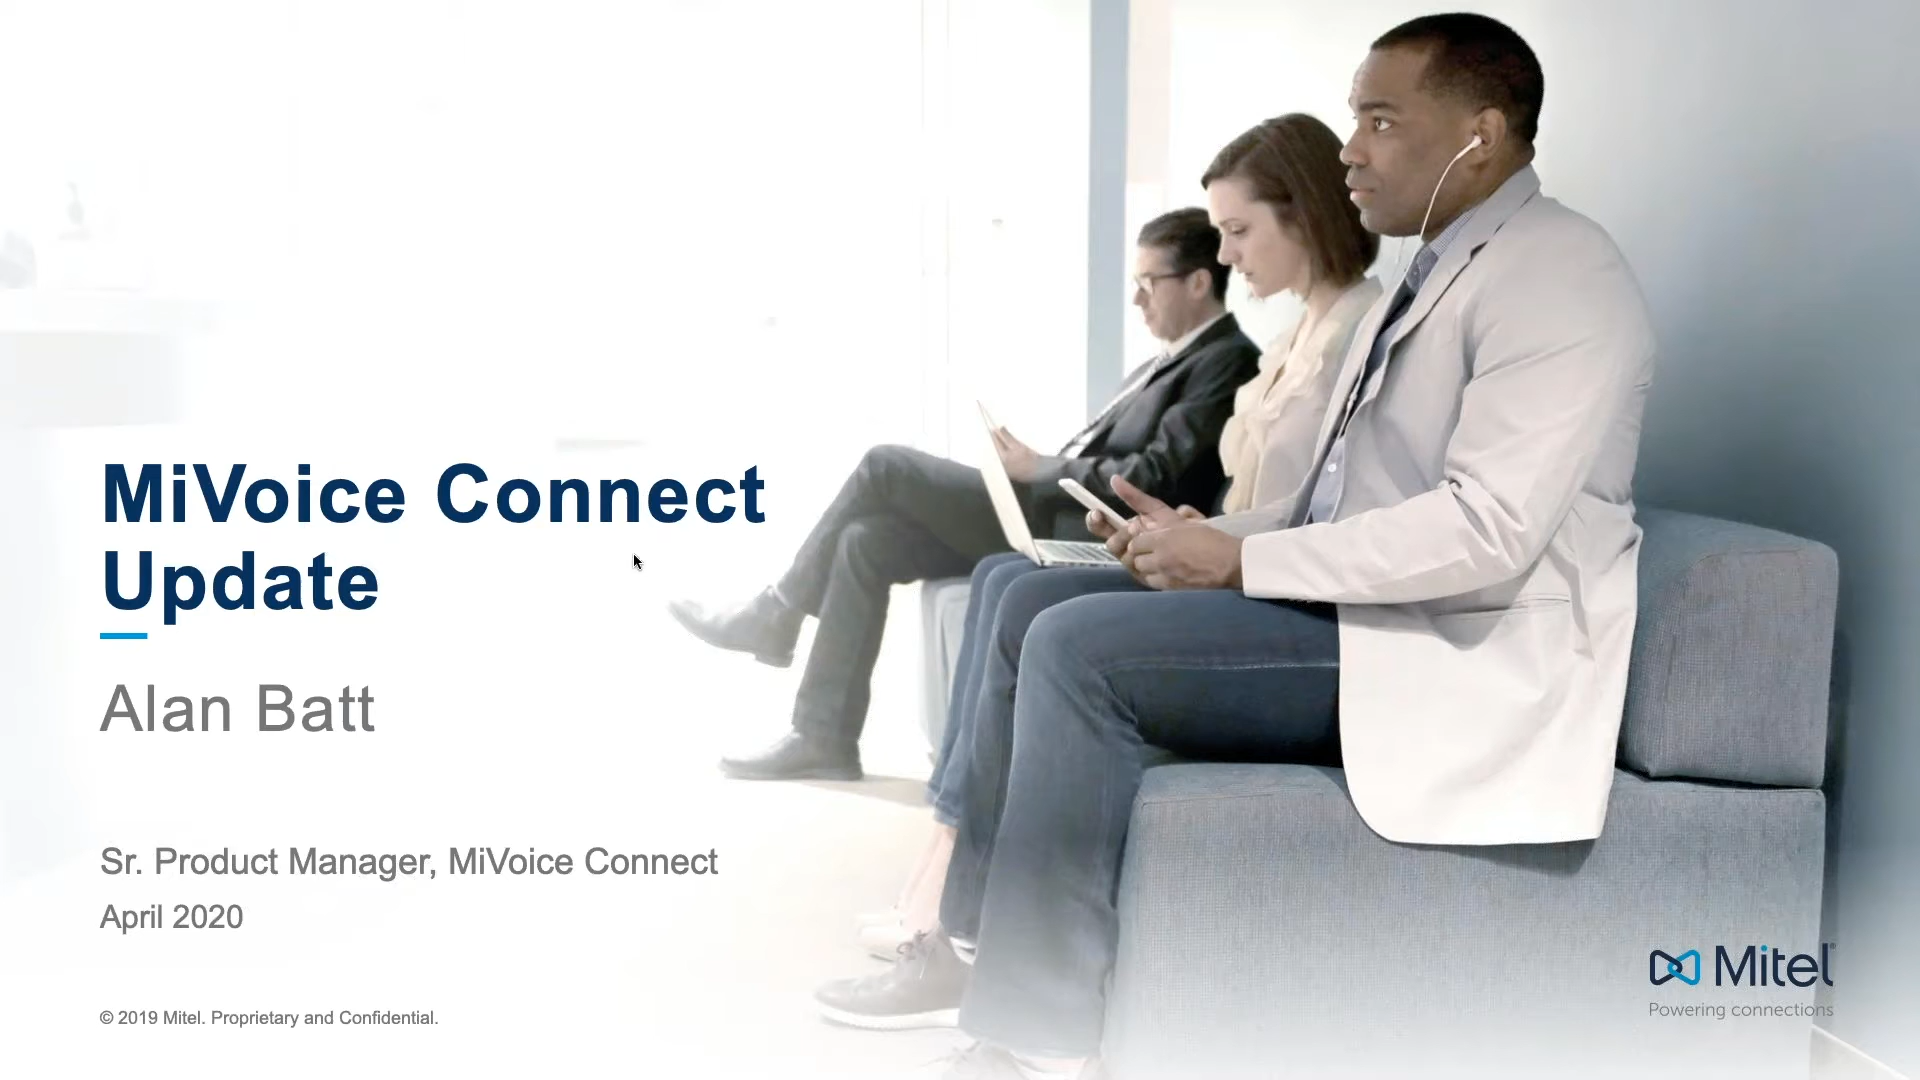 MiVoice Connect
Update
Alan Batt
Sr. Product Manager, MiVoice Connect
April 2020
© 2019 Mitel. Proprietary and Confidential.
Mitel®
Powering connections